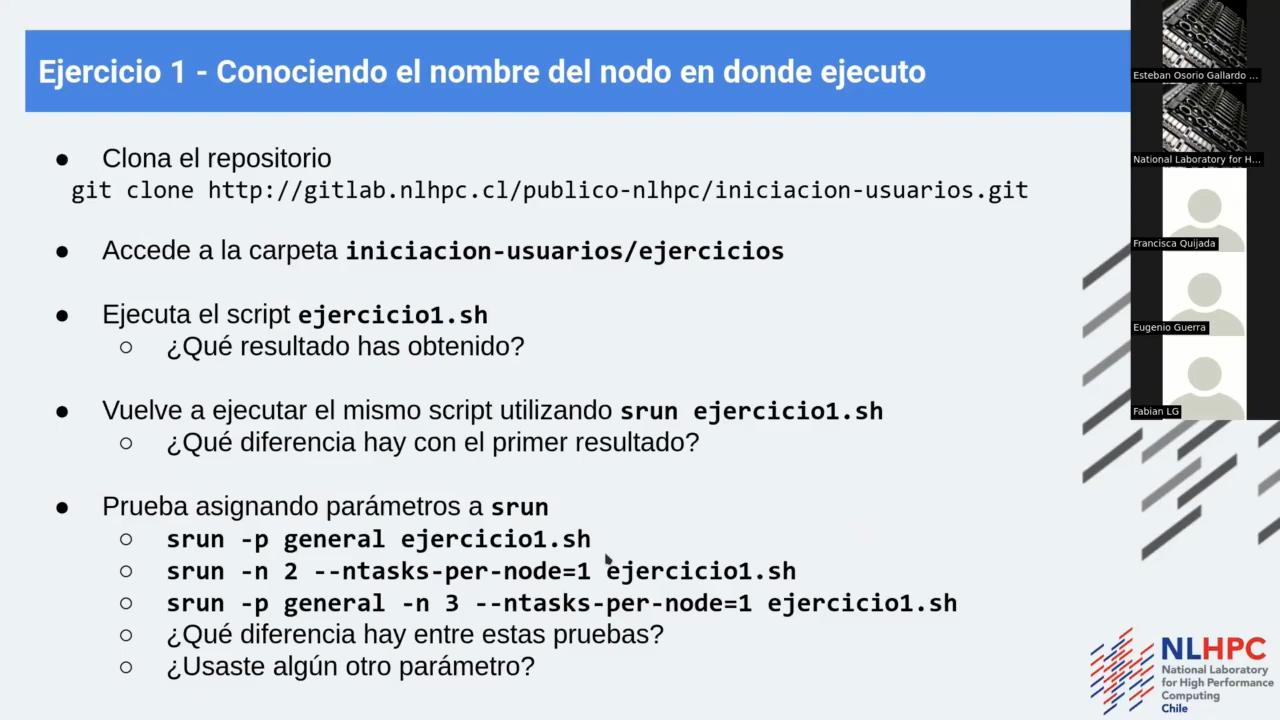 Ejercicio 1 - Conociendo el nombre del nodo en donde ejecuto
● Clona el repositorio
git clone http://gitlab.nlhpc.cl/publico-nlhpc/iniciacion-usuarios.git
● Accede a la carpeta iniciacion-usuarios/ejercicios
● Ejecuta el script ejercicio1.sh
○ ¿Qué resultado has obtenido?
● Vuelve a ejecutar el mismo script utilizando srun ejercicio1.sh
○ ¿Qué diferencia hay con el primer resultado?
● Prueba asignando parámetros a srun
○ srun -p general ejercicio1.sh
○ srun -n 2 --ntasks-per-node=1 ejercicio1.sh
○ srun -p general -n 3 --ntasks-per-node=1 ejercicio1.sh
○ ¿Qué diferencia hay entre estas pruebas?
○ ¿Usaste algún otro parámetro?
Esteban Osorio Gallardo ...
National Laboratory for H...
Francisca Quijada
Eugenio Guerra
Fabian LG
NLHPC
National Laboratory
for High Performance
Computing
Chile